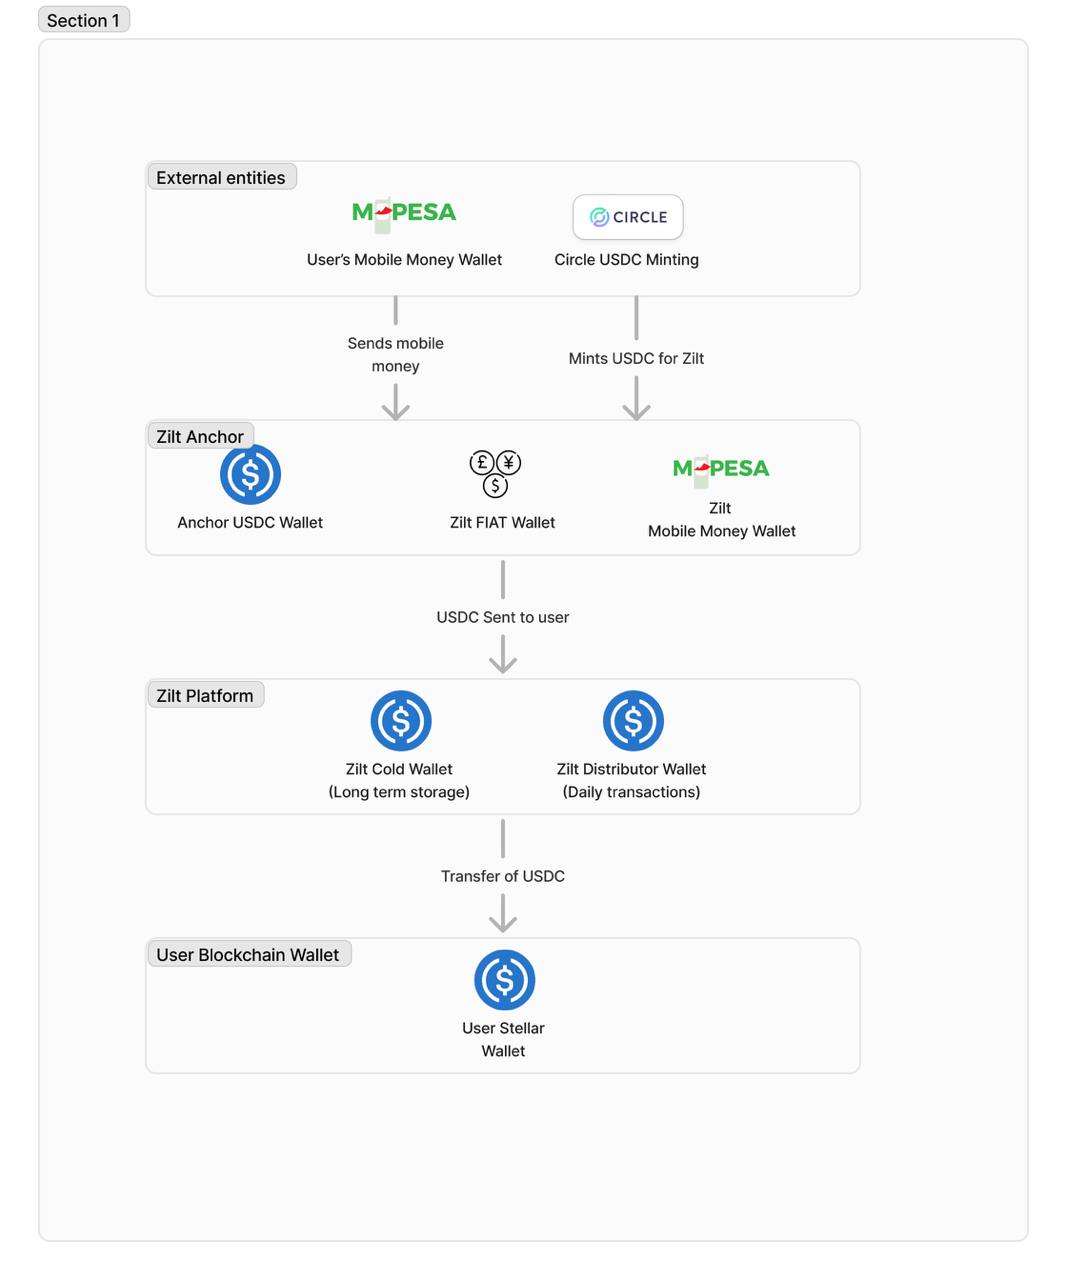 Section 1
External entities
M-PESA
CIRCLE
User's Mobile Money Wallet
Circle USDC Minting
Sends mobile
money
Mints USDC for Zilt
Zilt Anchor
M-PESA
Anchor USDC Wallet
Zilt FIAT Wallet
Zilt
Mobile Money Wallet
USDC Sent to user
Zilt Platform
Zilt Cold Wallet
(Long term storage)
Zilt Distributor Wallet
(Daily transactions)
Transfer of USDC
User Blockchain Wallet
User Stellar
Wallet